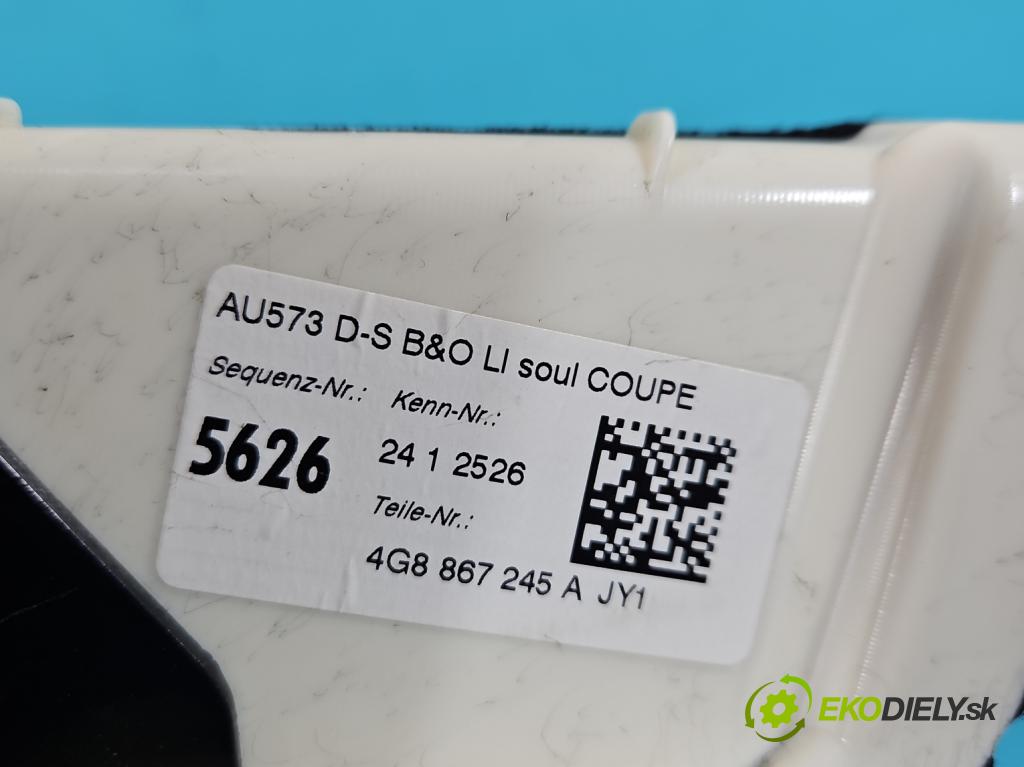 AU573 D-S B&O LI soul COUPE
Sequenz-Nr.: Kenn-Nr.:
5626 24 1 2526
Teile-Nr.:
4G8 867 245 A JY1
EKODIELY.sk